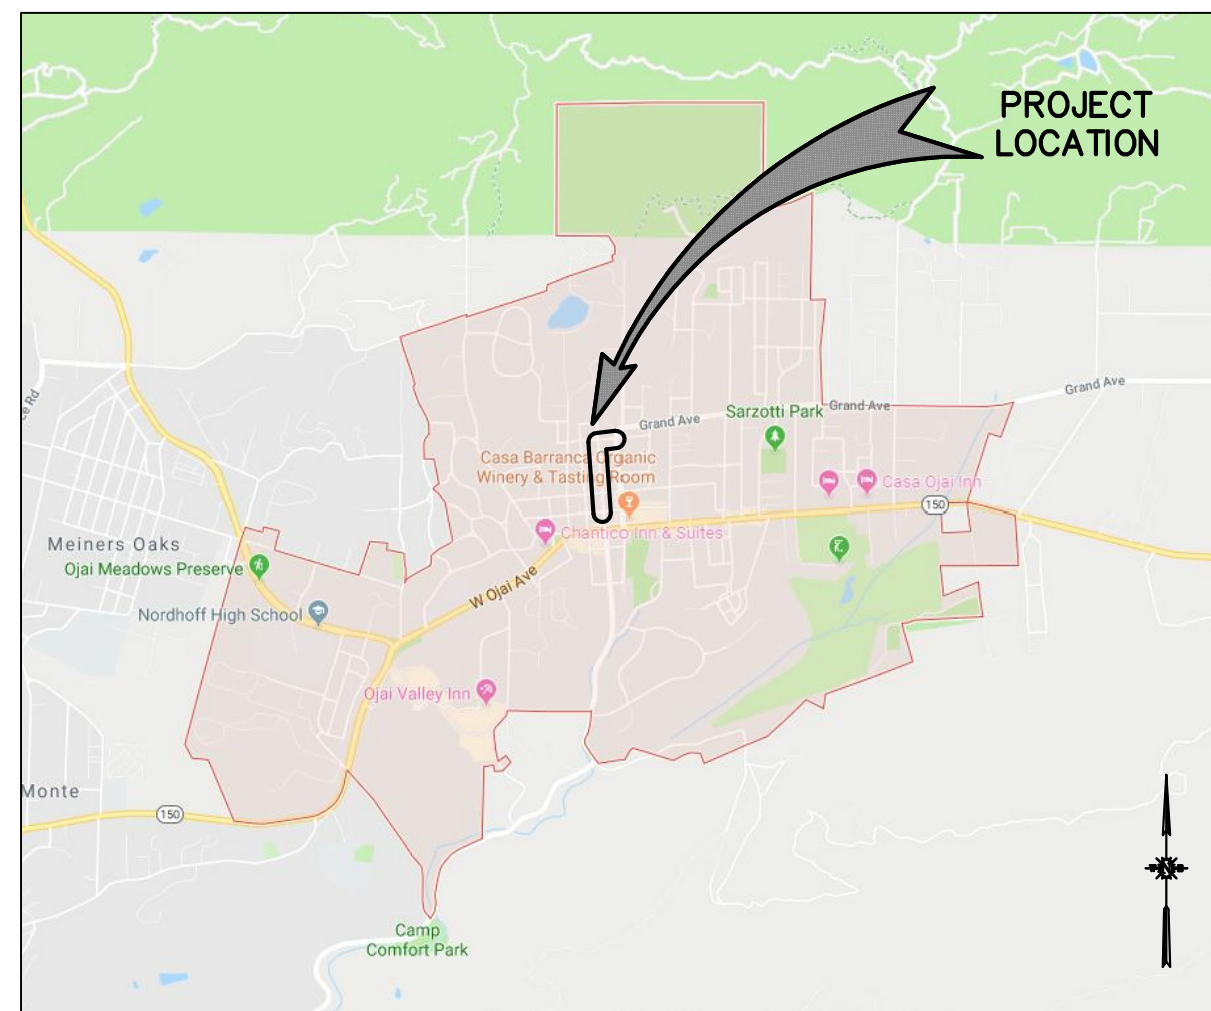 PROJECT
LOCATION
Grand Ave
Grand Ave
Sarzotti Park
Grand Ave
Casa Barranca Organic
Winery & Tasting Room
Casa Ojai Inn
150
Chantico Inn & Suites
Meiners Oaks
Ojai Meadows Preserve
W Ojai Ave
Nordhoff High School
Ojai Valley Inn
Monte
150
Camp
Comfort Park